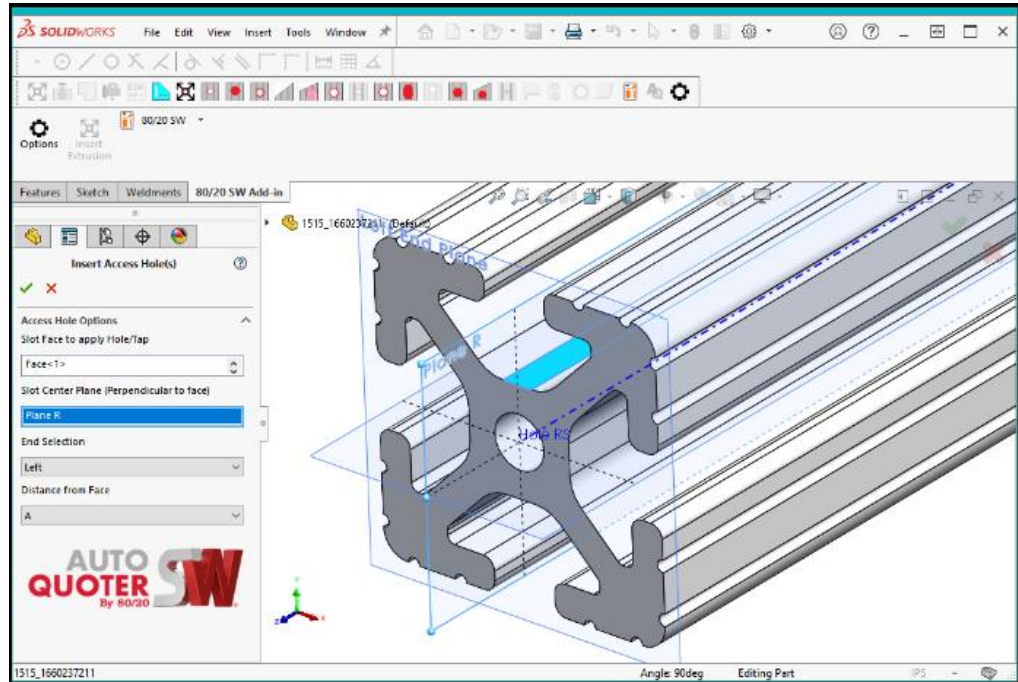 SOLIDWORKS File Edit View Insert Tools Window
Options
Insert Extrusion
80/20 SW
Features Sketch Weldments 80/20 SW Add-in
1515_1660237211 (Default)
Insert Access Hole(s)
Access Hole Options
Slot Face to apply Hole/Tap
Face<1>
Slot Center Plane (Perpendicular to face)
Plane R
End Selection
Left
Distance from Face
A
AUTO
QUOTER SW
By 80/20
End Plane
Plane R
Hole RS
z
x
1515_1660237211 Angle: 90deg Editing Part IPS